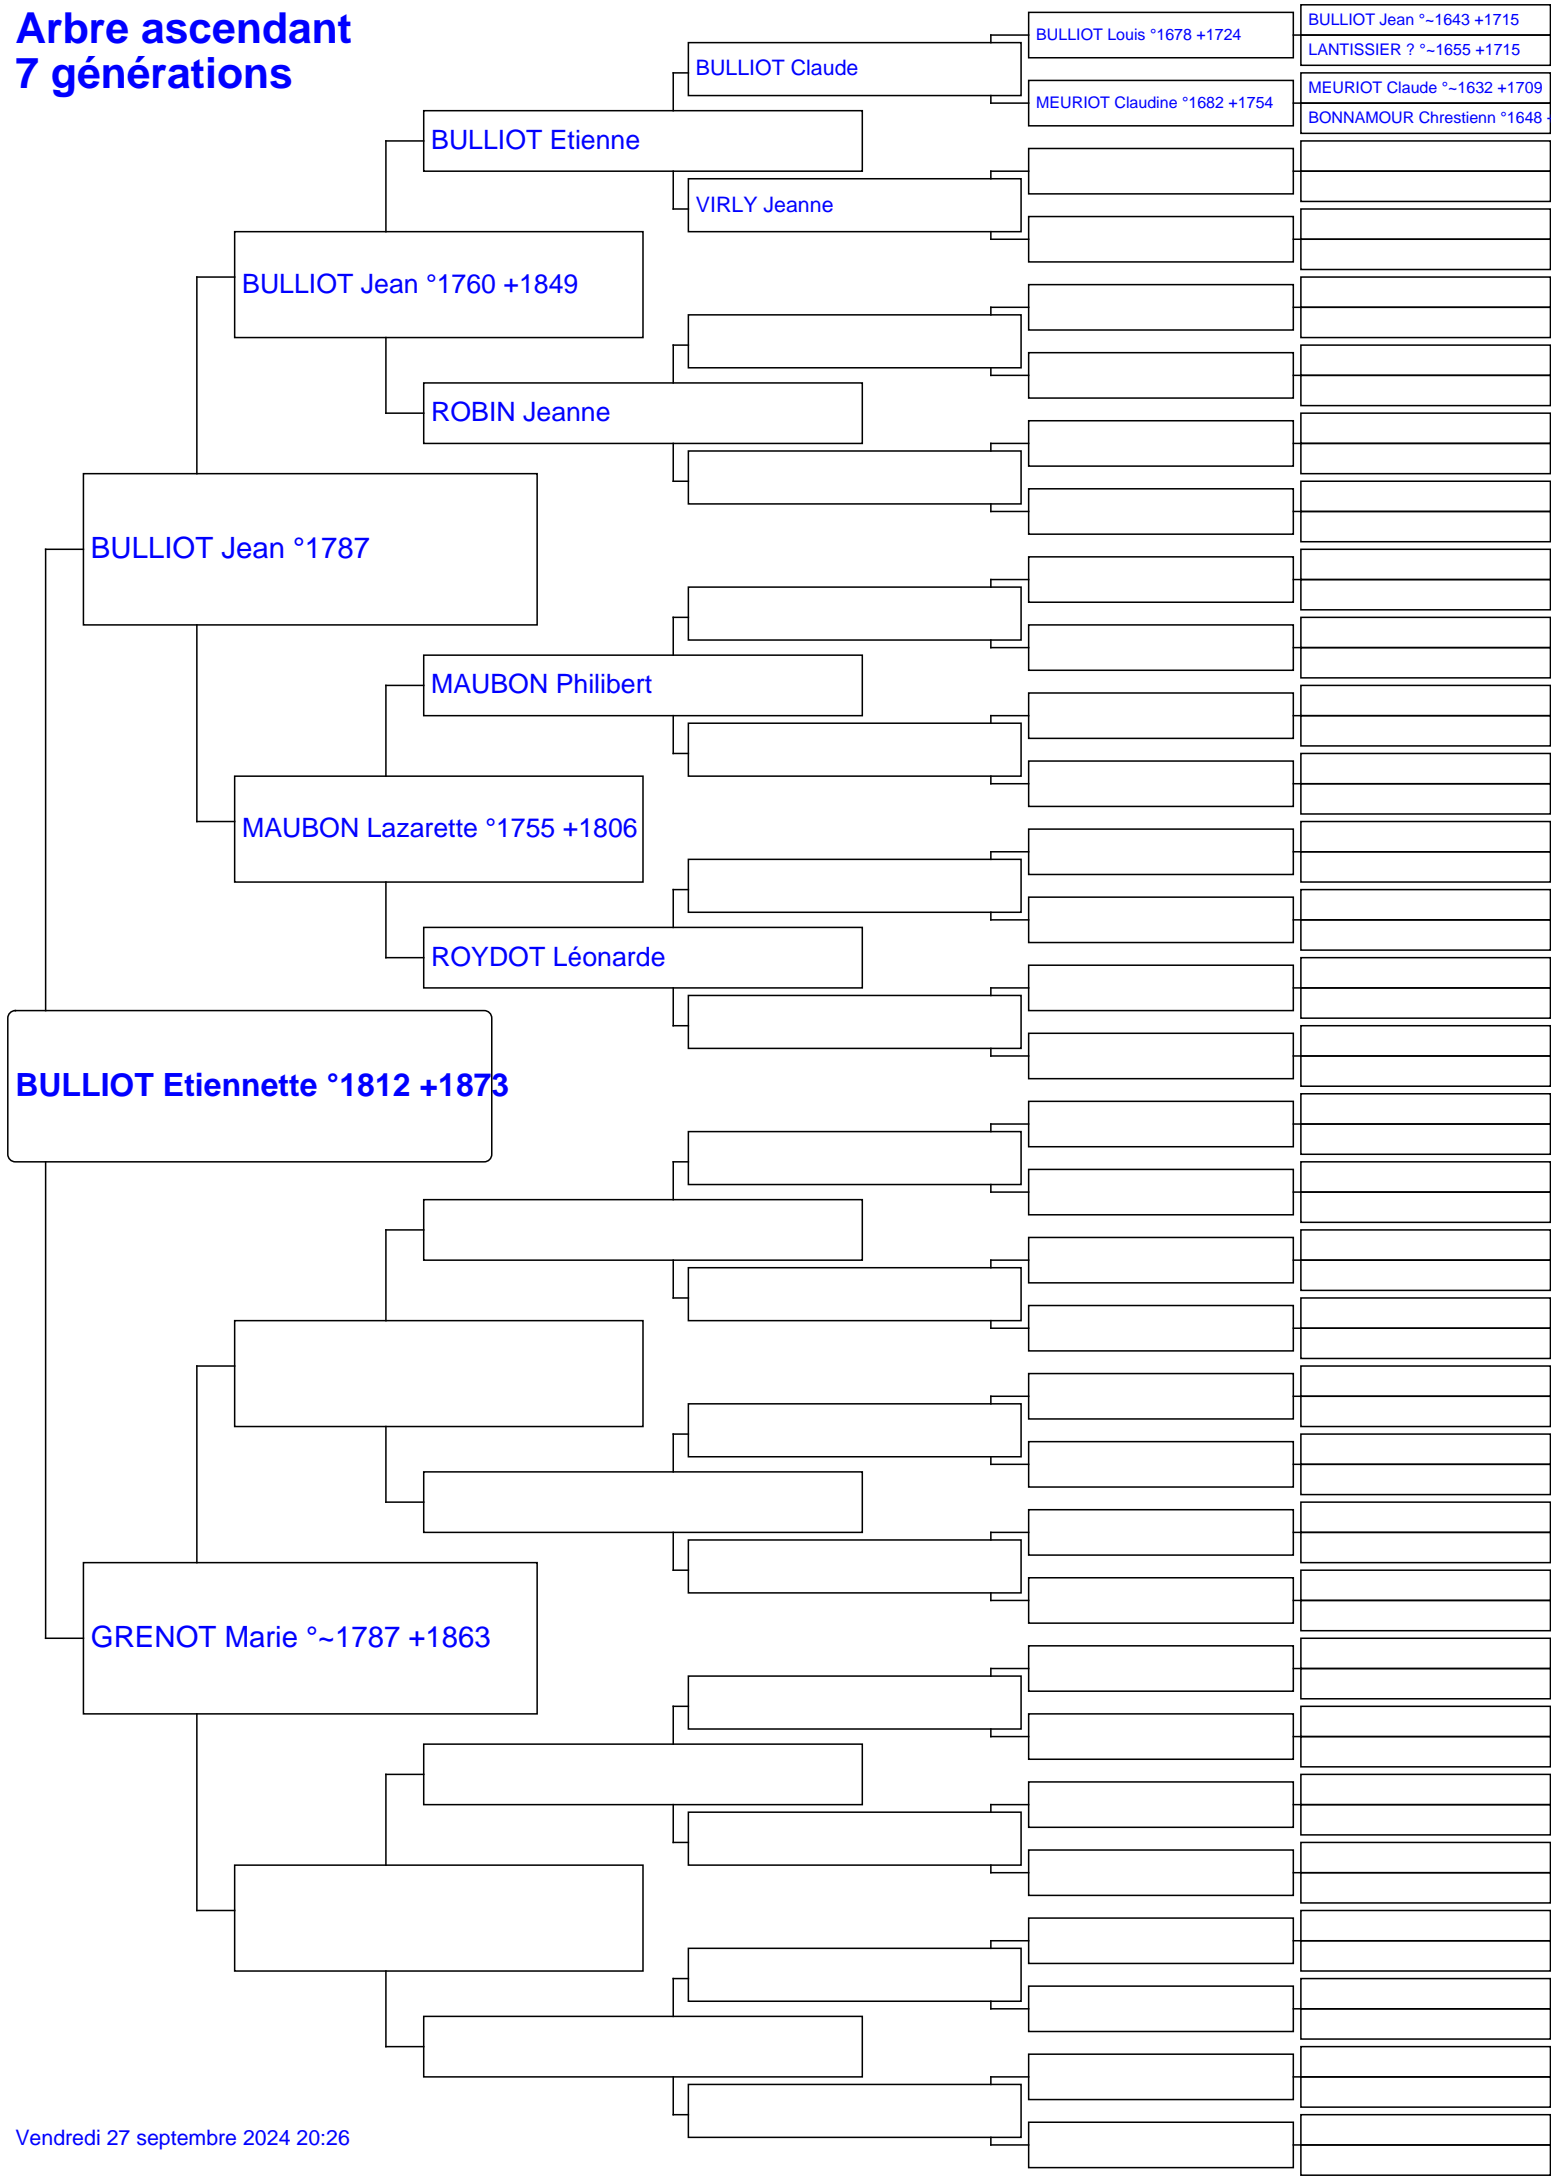 Arbre ascendant
7 générations
BULLIOT Jean °~1643 +1715
BULLIOT Louis °1678 +1724
LANTISSIER ? °~1655 +1715
BULLIOT Claude
MEURIOT Claude °~1632 +1709
MEURIOT Claudine °1682 +1754
BONNAMOUR Chrestienn °1648
BULLIOT Etienne
VIRLY Jeanne
BULLIOT Jean °1760 +1849
ROBIN Jeanne
BULLIOT Jean °1787
MAUBON Philibert
MAUBON Lazarette °1755 +1806
ROYDOT Léonarde
BULLIOT Etiennette °1812 +1873
GRENOT Marie °~1787 +1863
Vendredi 27 septembre 2024 20:26